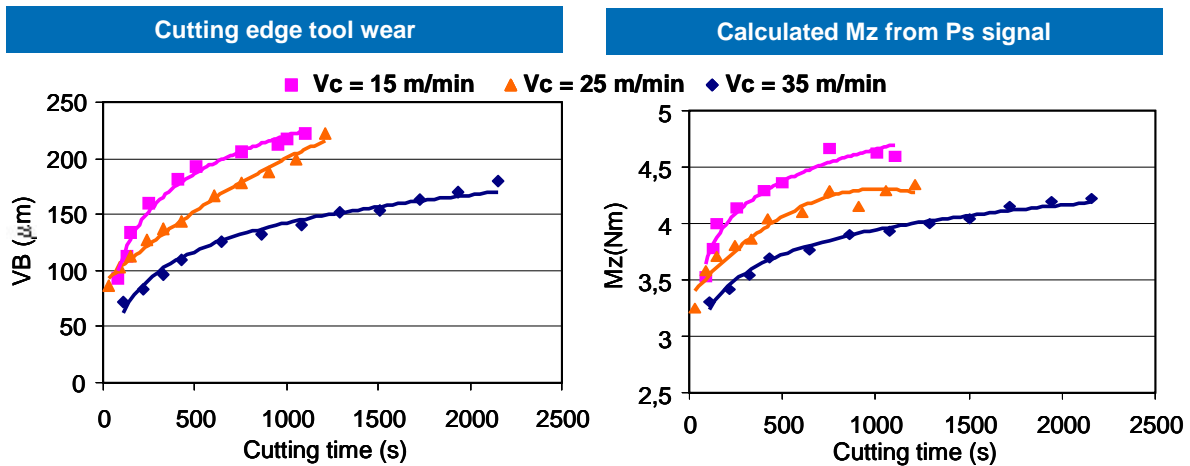 Cutting edge tool wear
Calculated Mz from Ps signal
Vc = 15 m/min Vc = 25 m/min Vc = 35 m/min
VB (μm)
250
200
150
100
50
0
0 500 1000 1500 2000 2500
Cutting time (s)
Mz(Nm)
5
4,5
4
3,5
3
2,5
0 500 1000 1500 2000 2500
Cutting time (s)